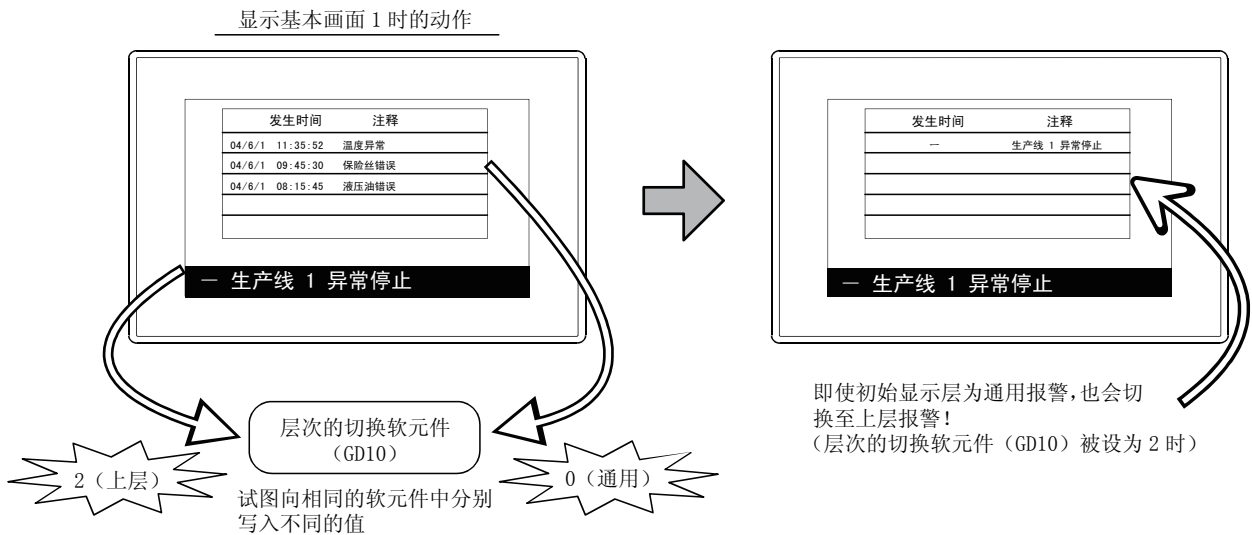 显示基本画面 1 时的动作
发生时间 注释
04/6/1 11:35:52 温度异常
04/6/1 09:45:30 保险丝错误
04/6/1 08:15:45 液压油错误
— 生产线 1 异常停止
发生时间 注释
— 生产线 1 异常停止
— 生产线 1 异常停止
层次的切换软元件
（GD10）
2（上层）
0（通用）
试图向相同的软元件中分别
写入不同的值
即使初始显示层为通用报警，也会切
换至上层报警！
（层次的切换软元件（GD10）被设为 2 时）